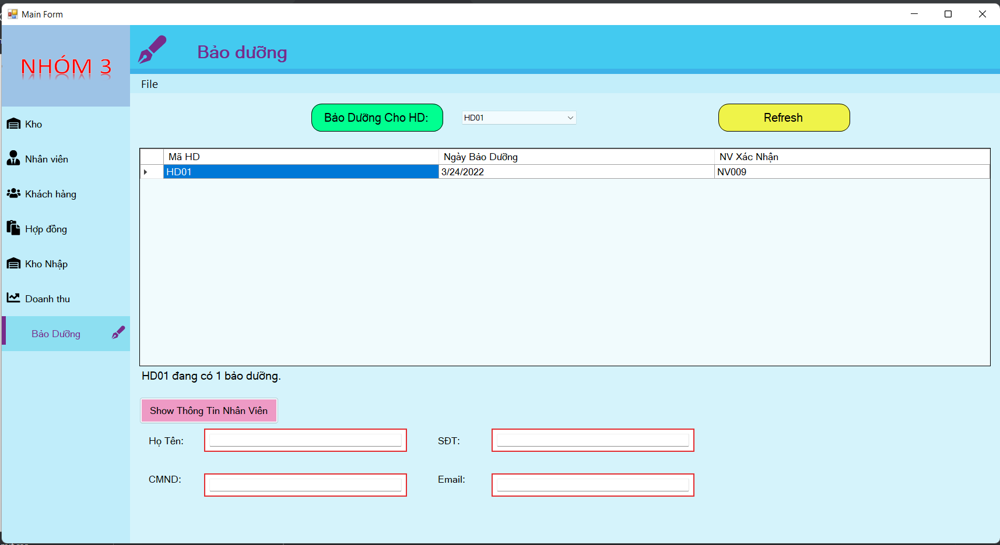 Main Form
NHÓM 3
Bảo dưỡng
File
Kho
Nhân viên
Khách hàng
Hợp đồng
Kho Nhập
Doanh thu
Bảo Dưỡng
Bảo Dưỡng Cho HD:
HD01
Refresh
Mã HD Ngày Bảo Dưỡng NV Xác Nhận
HD01 3/24/2022 NV009
HD01 đang có 1 bảo dưỡng.
Show Thông Tin Nhân Viên
Họ Tên: SĐT:
CMND: Email: